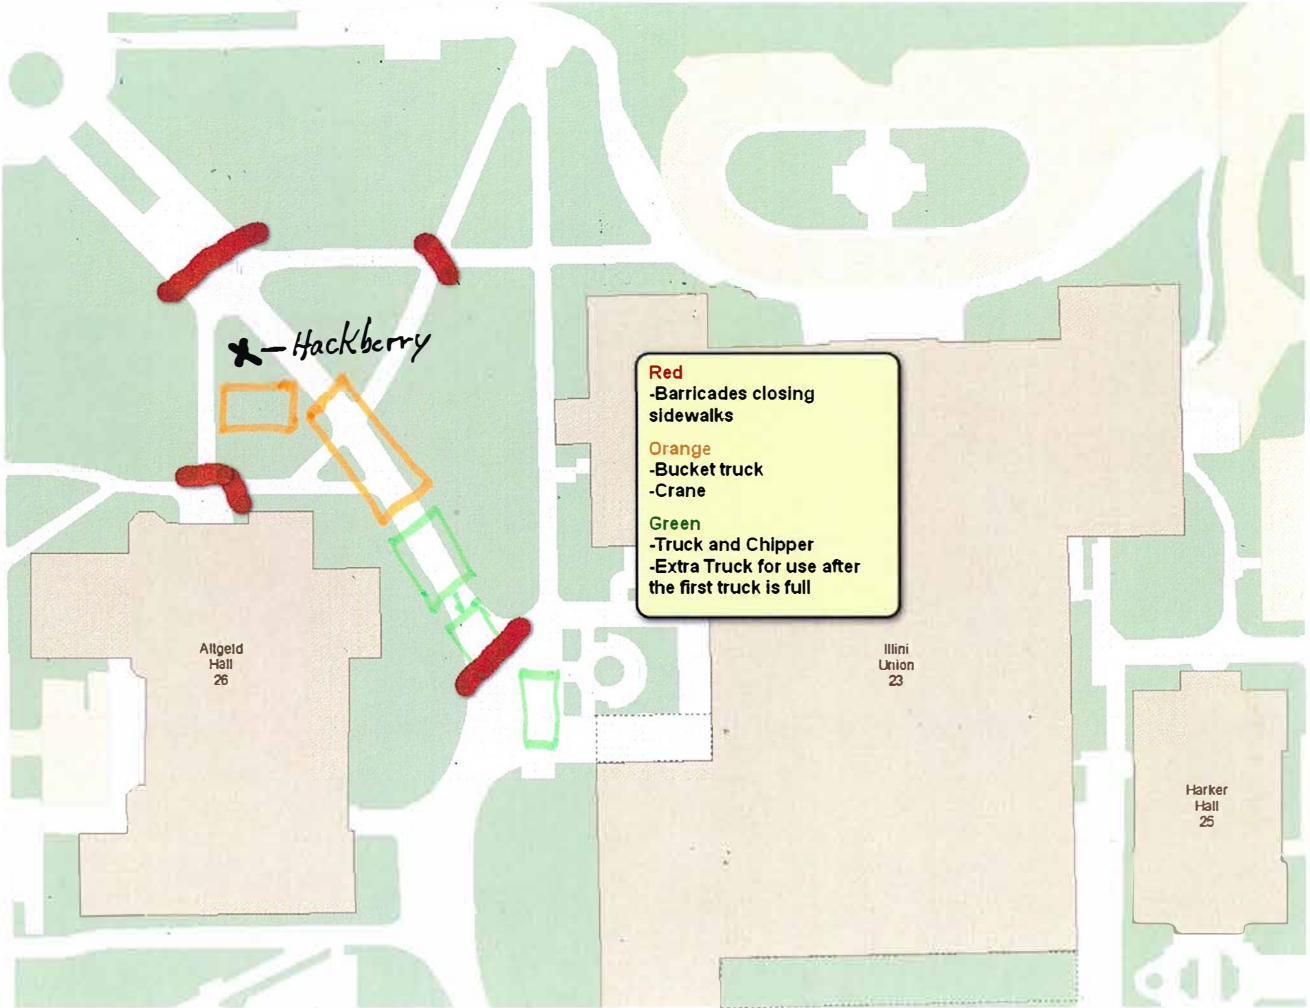 Hackberry
Red
-Barricades closing
sidewalks
Orange
-Bucket truck
-Crane
Green
-Truck and Chipper
-Extra Truck for use after
the first truck is full
Altgeld
Hall
26
Illini
Union
23
Harker
Hall
25